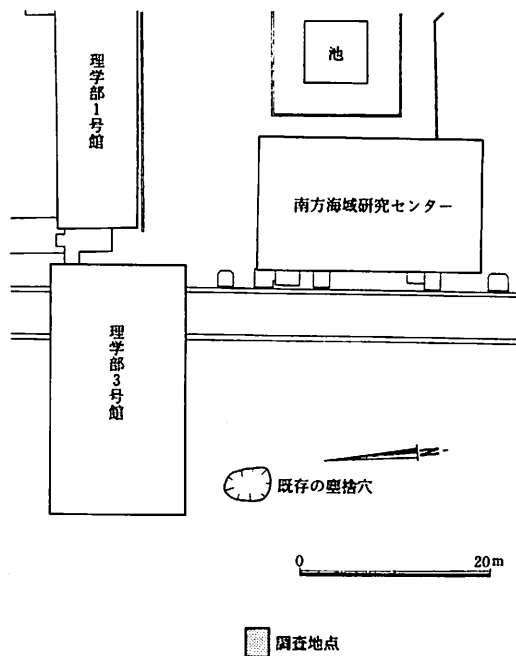 池
理学部1号館
南方海域研究センター
理学部3号館
N
既存の塵捨穴
0 20m
調査地点